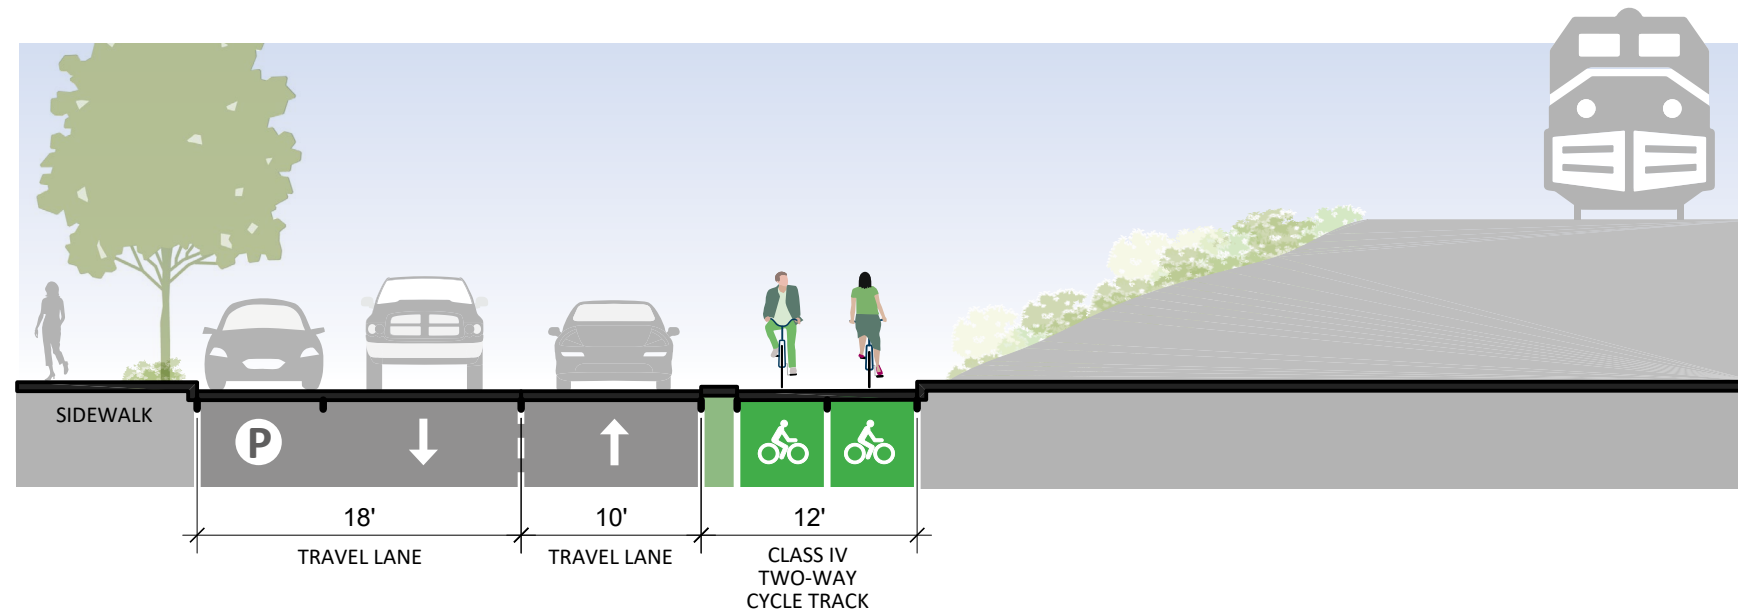 SIDEWALK
P
18'
10'
12'
TRAVEL LANE
TRAVEL LANE
CLASS IV
TWO-WAY
CYCLE TRACK